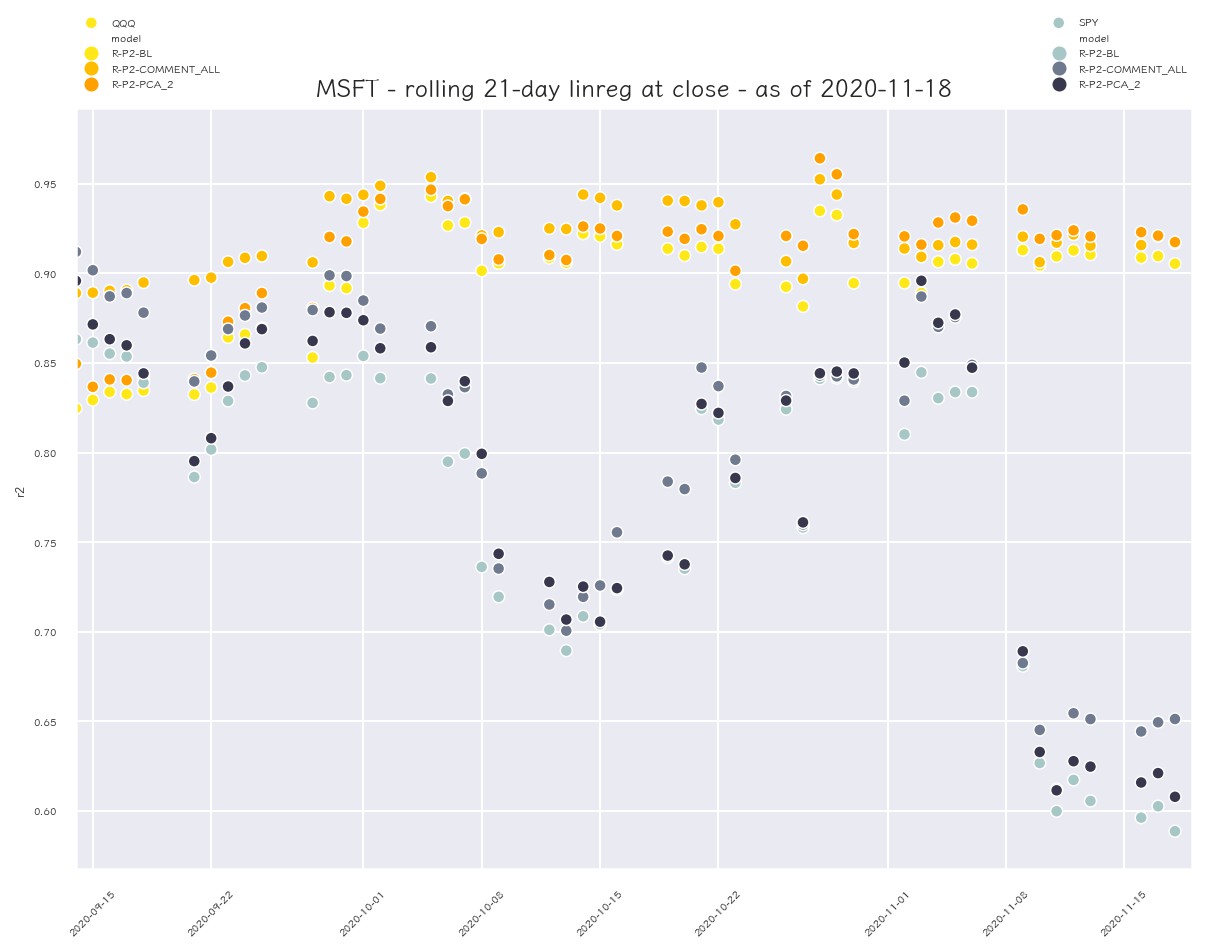 QQQ
model
R-P2-BL
R-P2-COMMENT_ALL
R-P2-PCA_2
SPY
model
R-P2-BL
R-P2-COMMENT_ALL
R-P2-PCA_2
MSFT - rolling 21-day linreg at close - as of 2020-11-18
0.95
0.90
0.85
0.80
0.75
0.70
0.65
0.60
r2
2020-09-15
2020-09-22
2020-10-01
2020-10-08
2020-10-15
2020-10-22
2020-11-01
2020-11-08
2020-11-15